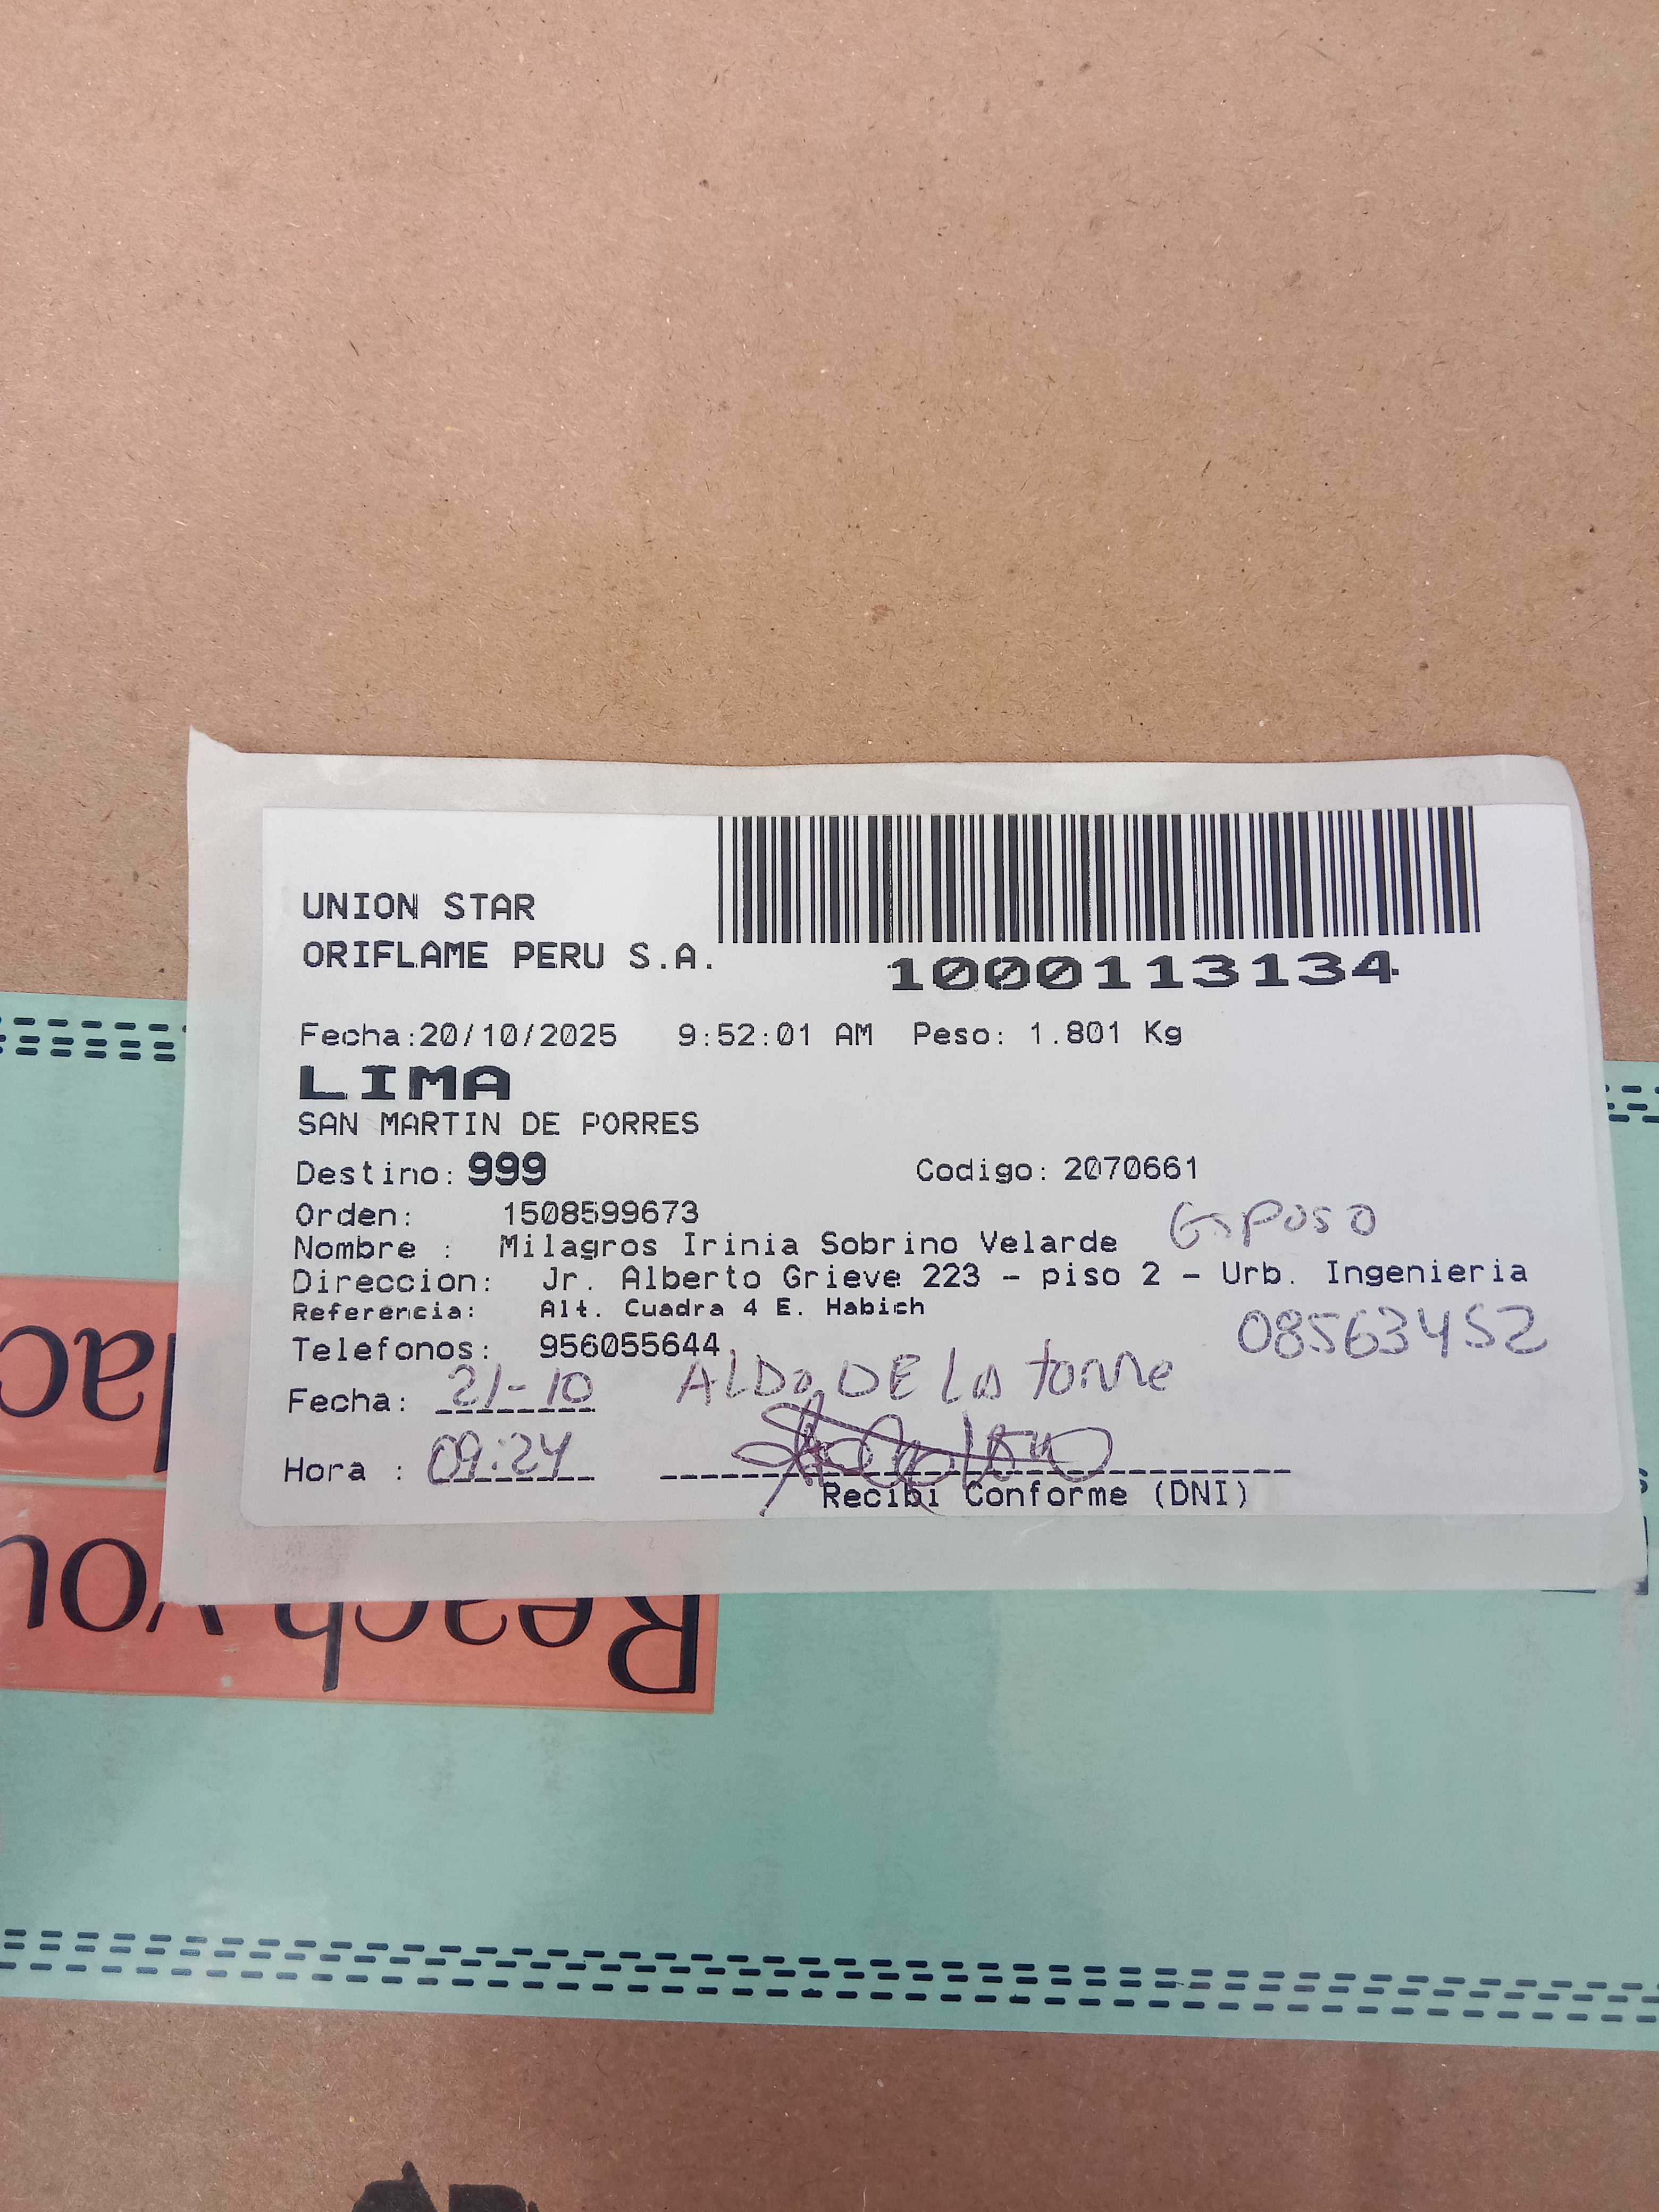 UNION STAR
ORIFLAME PERU S.A.
1000113134
Fecha:20/10/2025 9:52:01 AM Peso: 1.801 Kg
LIMA
SAN MARTIN DE PORRES
Destino: 999 Codigo: 2070661
Orden: 1508599673
Esposo
Nombre : Milagros Irinia Sobrino Velarde
Direccion: Jr. Alberto Grieve 223 - piso 2 - Urb. Ingenieria
Referencia: Alt. Cuadra 4 E. Habich
08563452
Telefonos: 956055644
Fecha: 21-10 ALDO DE LA torre
Hora : 09:24
Recibi Conforme (DNI)
Reach you